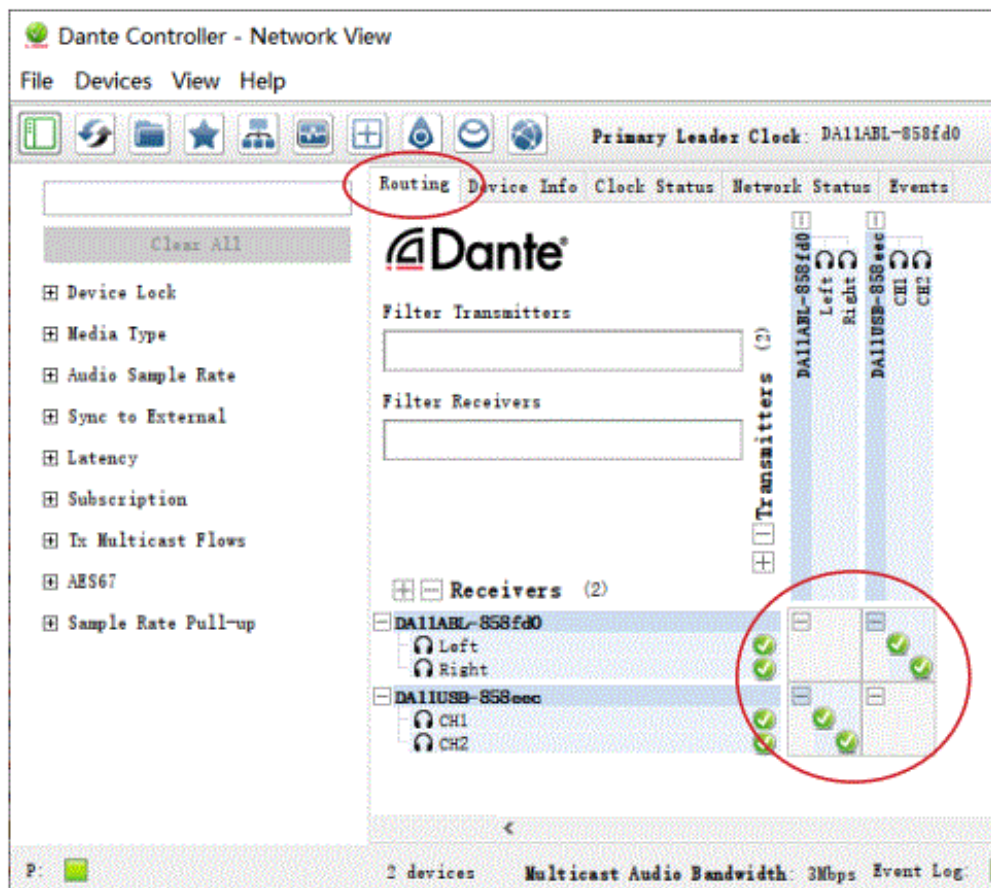 Dante Controller - Network View
File Devices View Help
Primary Leader Clock: DA11ABL-858fd0
Routing Device Info Clock Status Network Status Events
Clear All
Device Lock
Media Type
Audio Sample Rate
Sync to External
Latency
Subscription
Tx Multicast Flows
AES67
Sample Rate Pull-up
Dante®
Filter Transmitters
Filter Receivers
Transmitters (2)
DA11ABL-858fd0
Left
Right
DA11USB-858eec
CH1
CH2
Receivers (2)
DA11ABL-858fd0
Left
Right
DA11USB-858eec
CH1
CH2
P:
2 devices
Multicast Audio Bandwidth: 3Mbps
Event Log: